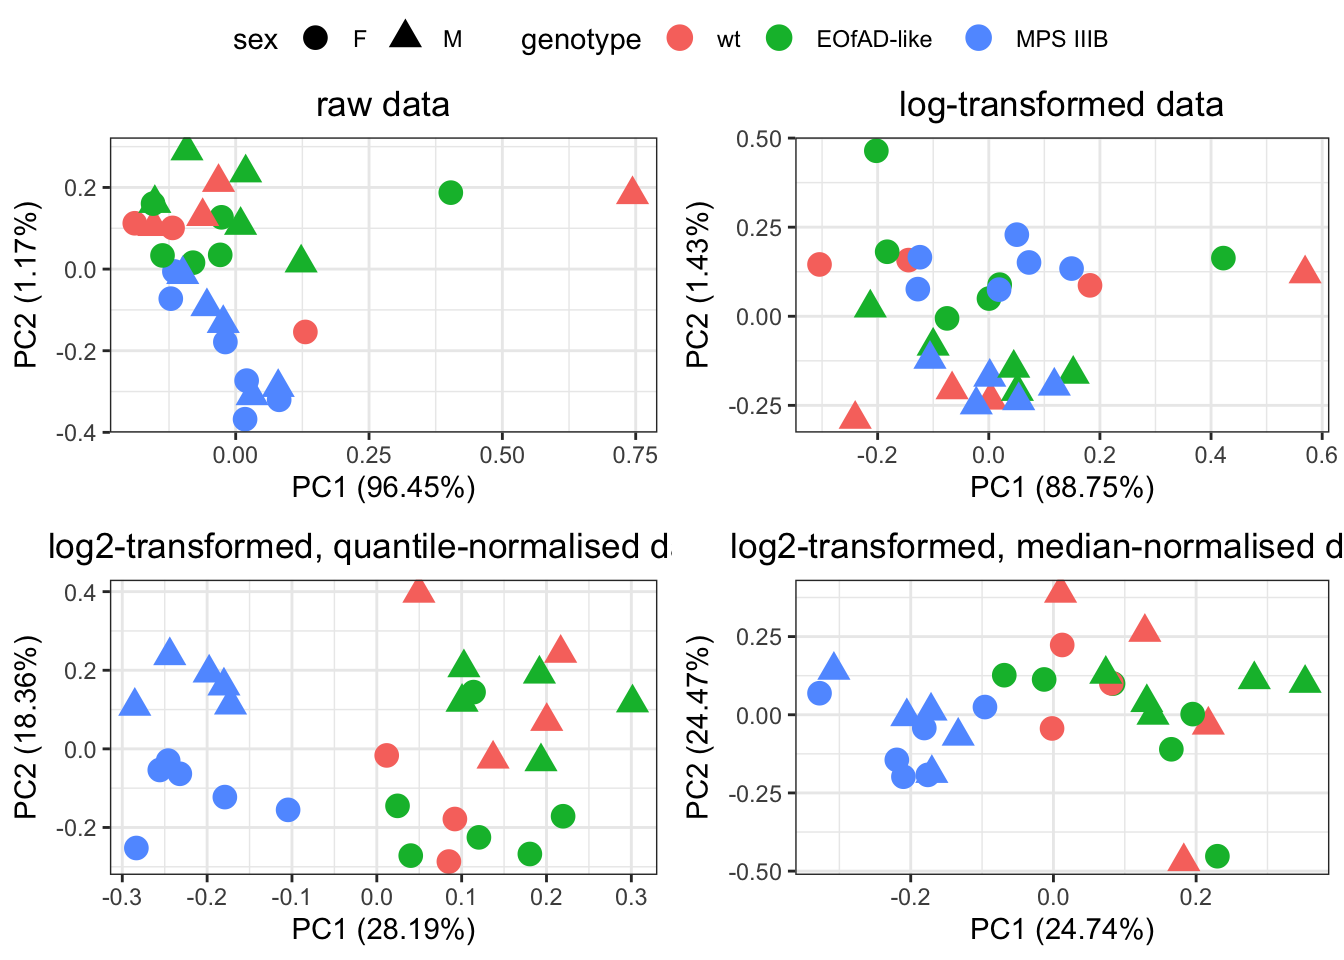 sex F M genotype wt EOfAD-like MPS IIIB
raw data
0.2
0.0
-0.2
-0.4
PC2 (1.17%)
0.00 0.25 0.50 0.75
PC1 (96.45%)
log-transformed data
0.50
0.25
0.00
-0.25
PC2 (1.43%)
-0.2 0.0 0.2 0.4 0.6
PC1 (88.75%)
log2-transformed, quantile-normalised d
0.4
0.2
0.0
-0.2
PC2 (18.36%)
-0.3 -0.2 -0.1 0.0 0.1 0.2 0.3
PC1 (28.19%)
log2-transformed, median-normalised d
0.25
0.00
-0.25
-0.50
PC2 (24.47%)
-0.2 0.0 0.2
PC1 (24.74%)